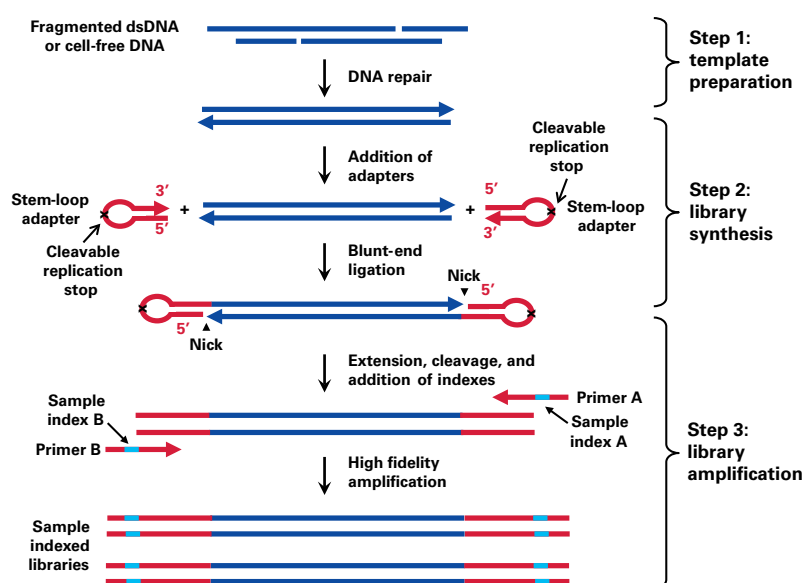 Fragmented dsDNA
or cell-free DNA
Step 1:
template
preparation
DNA repair
Cleavable
replication
stop
Addition of
adapters
Stem-loop
adapter
3′
5′
+
+
5′
3′
Stem-loop
adapter
Step 2:
library
synthesis
Cleavable
replication
stop
Blunt-end
ligation
Nick
5′
5′
Nick
Extension, cleavage, and
addition of indexes
Sample
index B
Primer A
Primer B
Sample
index A
Step 3:
library
amplification
High fidelity
amplification
Sample
indexed
libraries